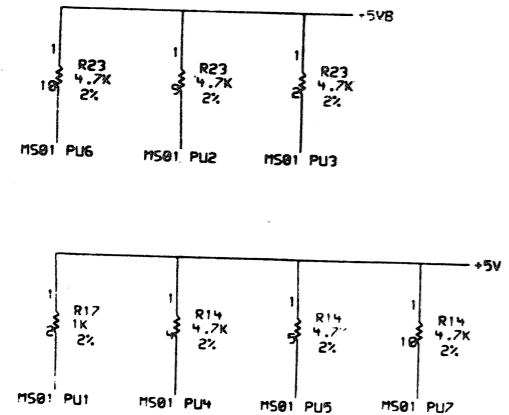 +5VB
1 1 1
R23 R23 R23
10 4.7K 9 4.7K 2 4.7K
2% 2% 2%
MS01 PU6 MS01 PU2 MS01 PU3
+5V
1 1 1 1
R17 R14 R14 R14
2 1K 4 4.7K 5 4.7 10 4.7K
2% 2% 2% 2%
MS01 PU1 MS01 PU4 MS01 PU5 MS01 PU7